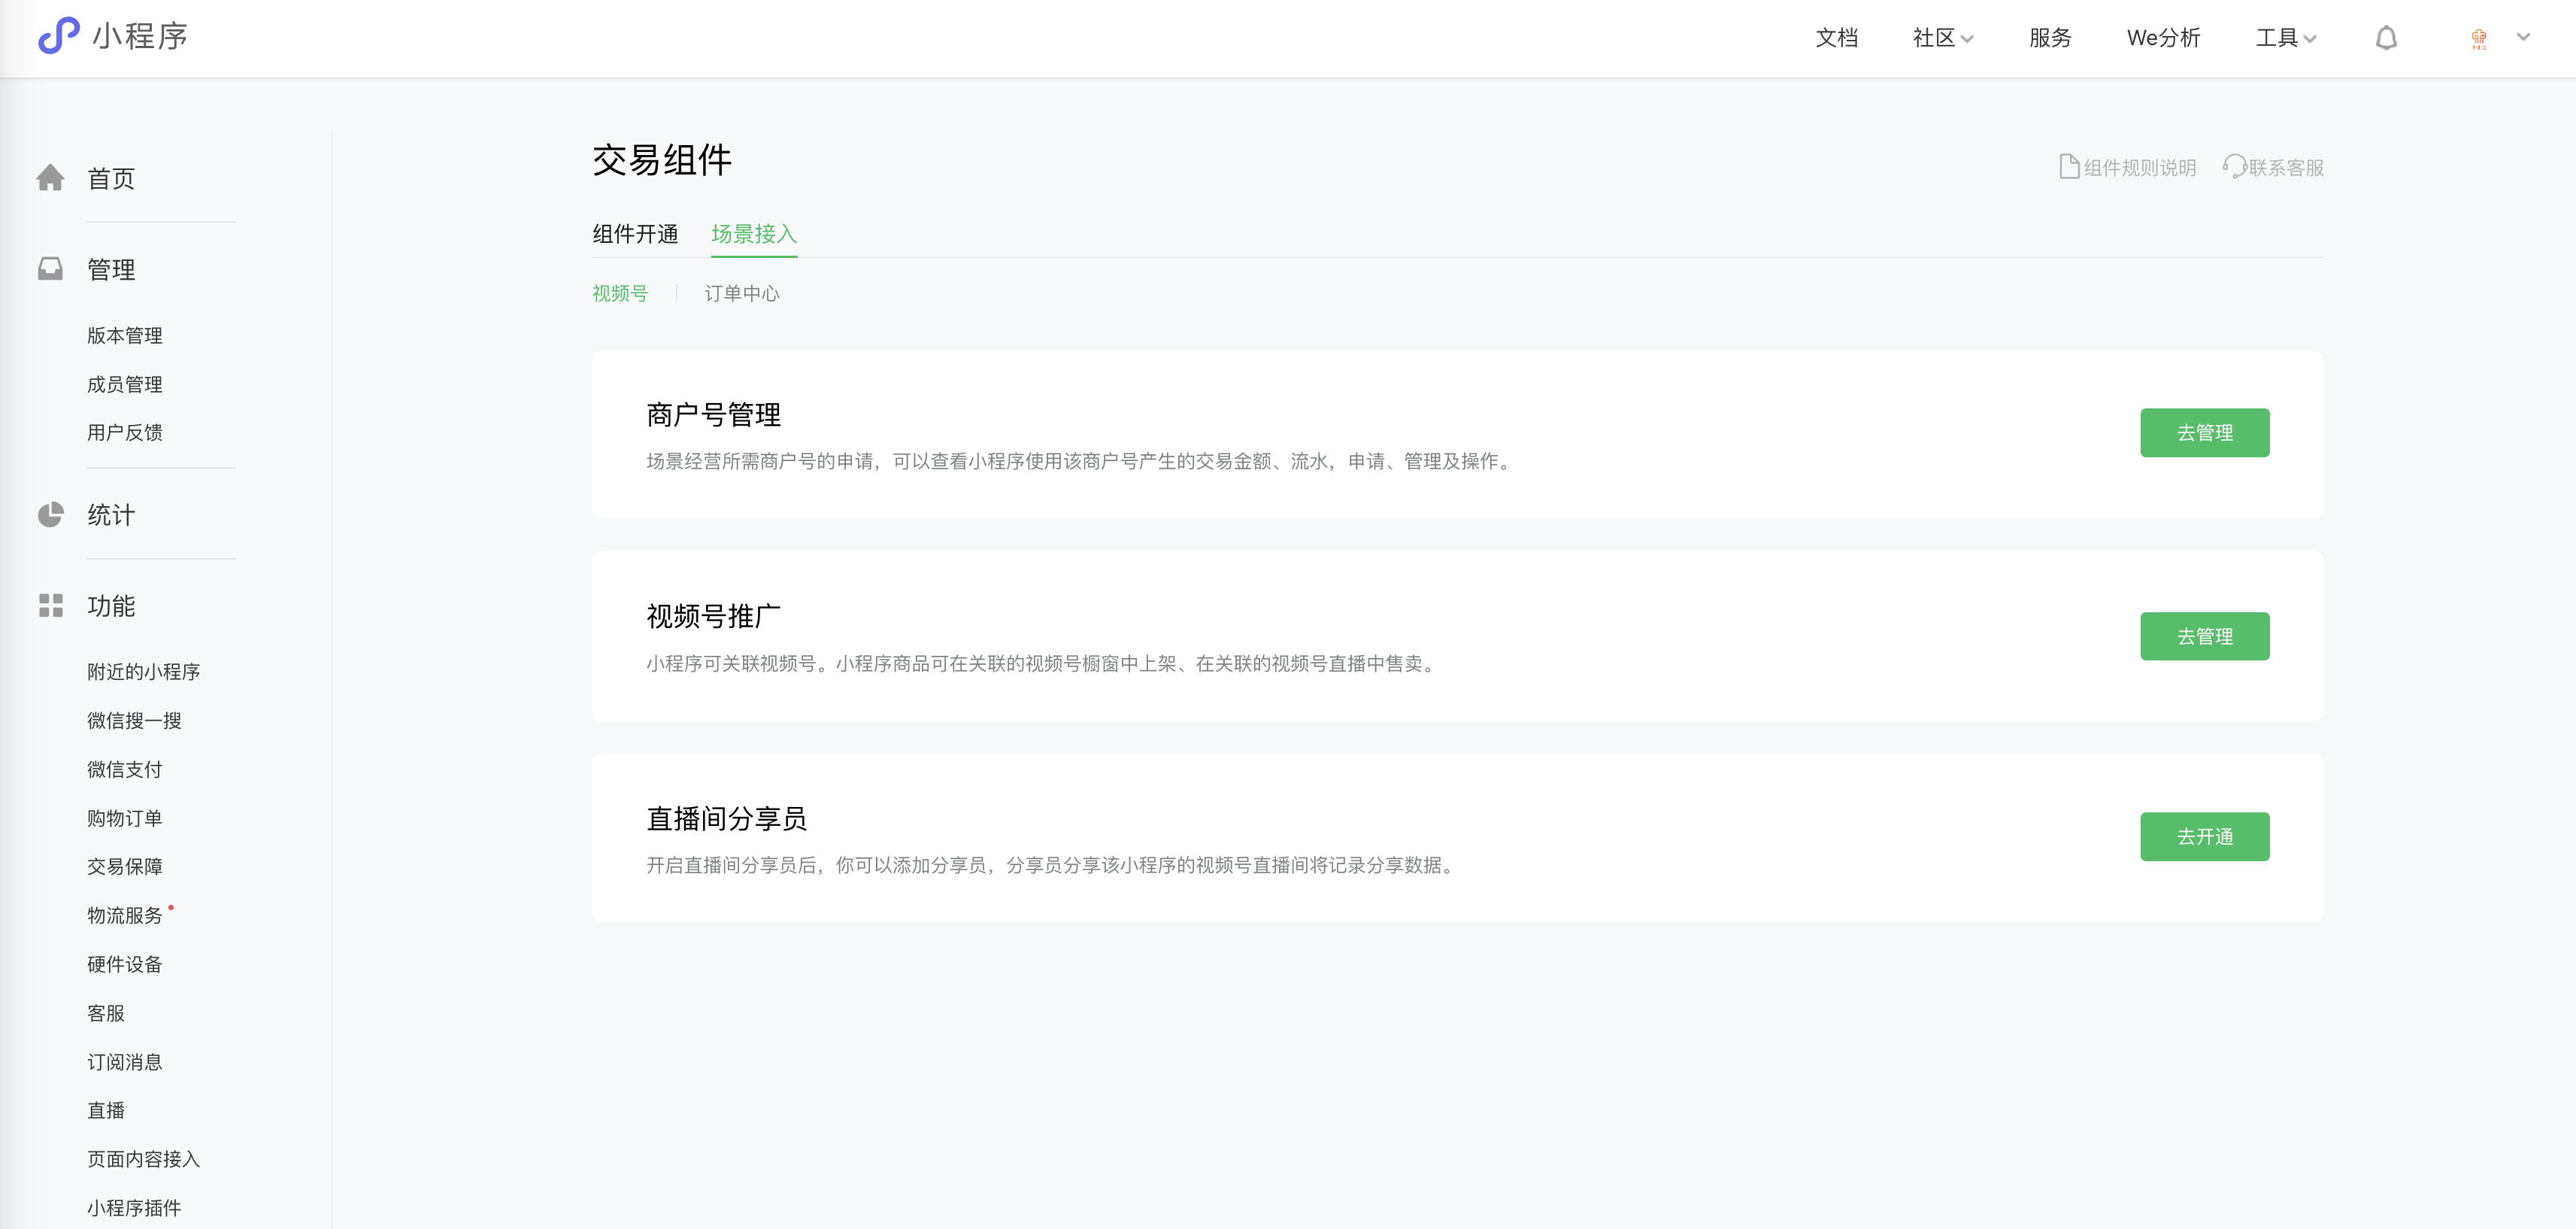 小程序
文档 社区 服务 We分析 工具
首页
管理
版本管理
成员管理
用户反馈
统计
功能
附近的小程序
微信搜一搜
微信支付
购物订单
交易保障
物流服务
硬件设备
客服
订阅消息
直播
页面内容接入
小程序插件
交易组件
组件规则说明 联系客服
组件开通 场景接入
视频号 订单中心
商户号管理
场景经营所需商户号的申请，可以查看小程序使用该商户号产生的交易金额、流水，申请、管理及操作。
去管理
视频号推广
小程序可关联视频号。小程序商品可在关联的视频号橱窗中上架、在关联的视频号直播中售卖。
去管理
直播间分享员
开启直播间分享员后，你可以添加分享员，分享员分享该小程序的视频号直播间将记录分享数据。
去开通